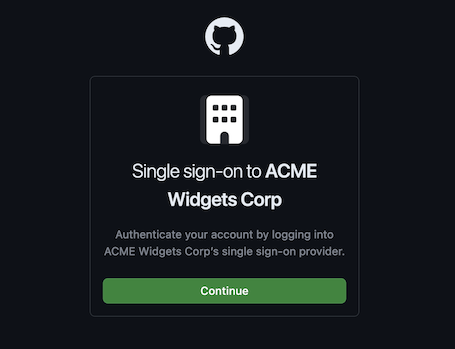 Single sign-on to ACME
Widgets Corp
Authenticate your account by logging into
ACME Widgets Corp's single sign-on provider.
Continue